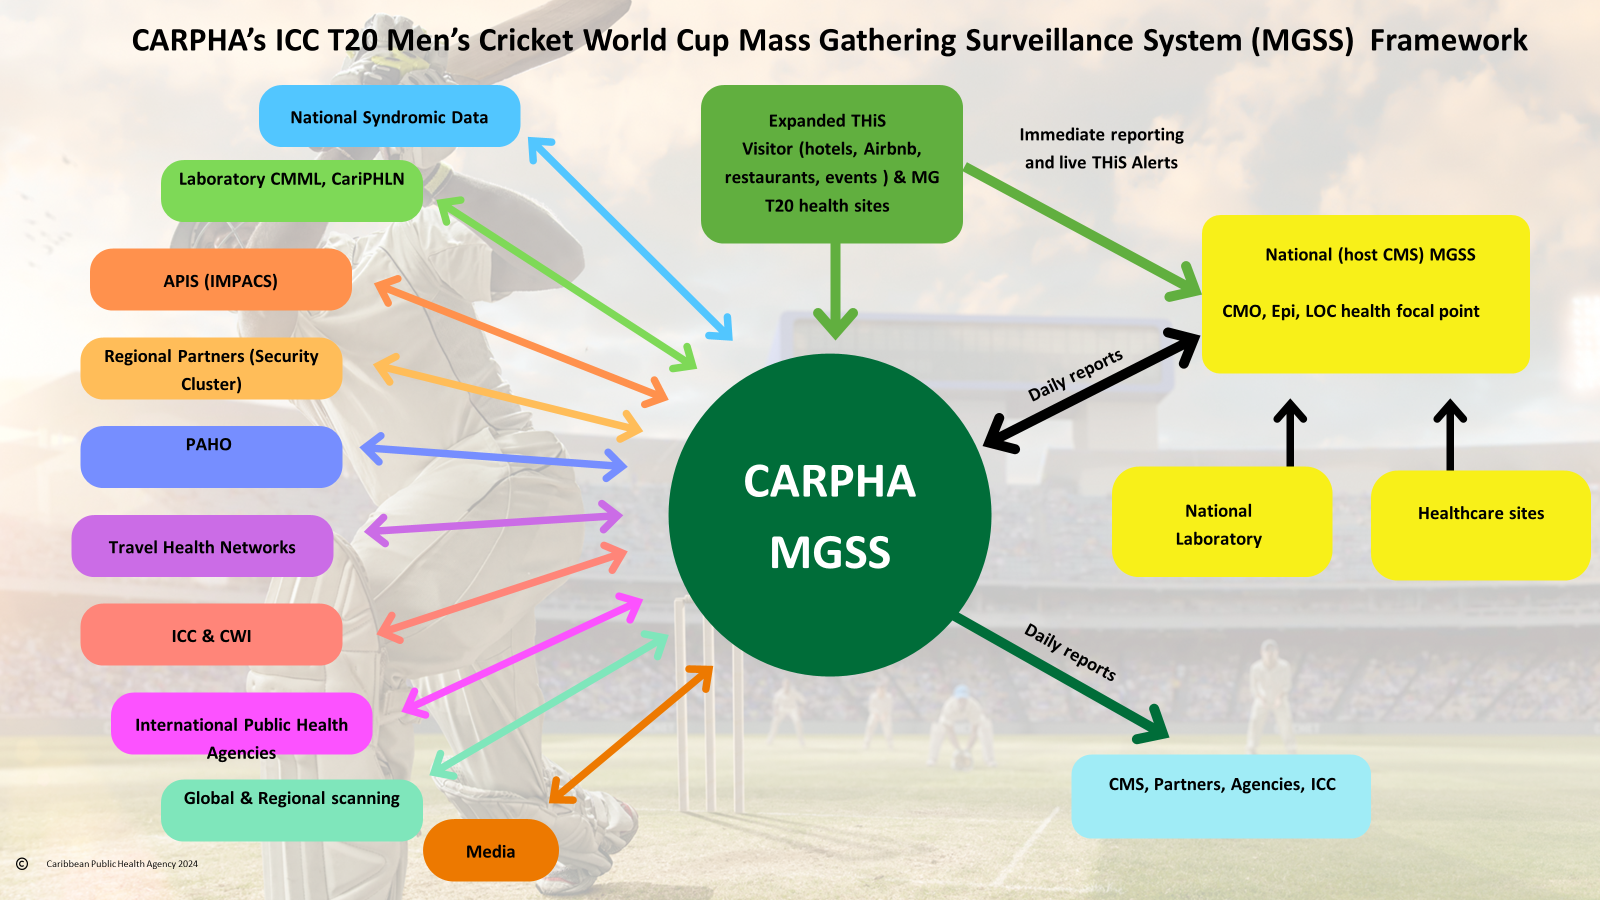 CARPHA’s ICC T20 Men’s Cricket World Cup Mass Gathering Surveillance System (MGSS) Framework
National Syndromic Data
Laboratory CMML, CariPHLN
APIS (IMPACS)
Regional Partners (Security
Cluster)
PAHO
Travel Health Networks
ICC & CWI
International Public Health
Agencies
Global & Regional scanning
Media
Expanded THiS
Visitor (hotels, Airbnb,
restaurants, events ) & MG
T20 health sites
Immediate reporting
and live THiS Alerts
National (host CMS) MGSS
CMO, Epi, LOC health focal point
Daily reports
CARPHA
MGSS
National
Laboratory
Healthcare sites
Daily reports
CMS, Partners, Agencies, ICC
© Caribbean Public Health Agency 2024